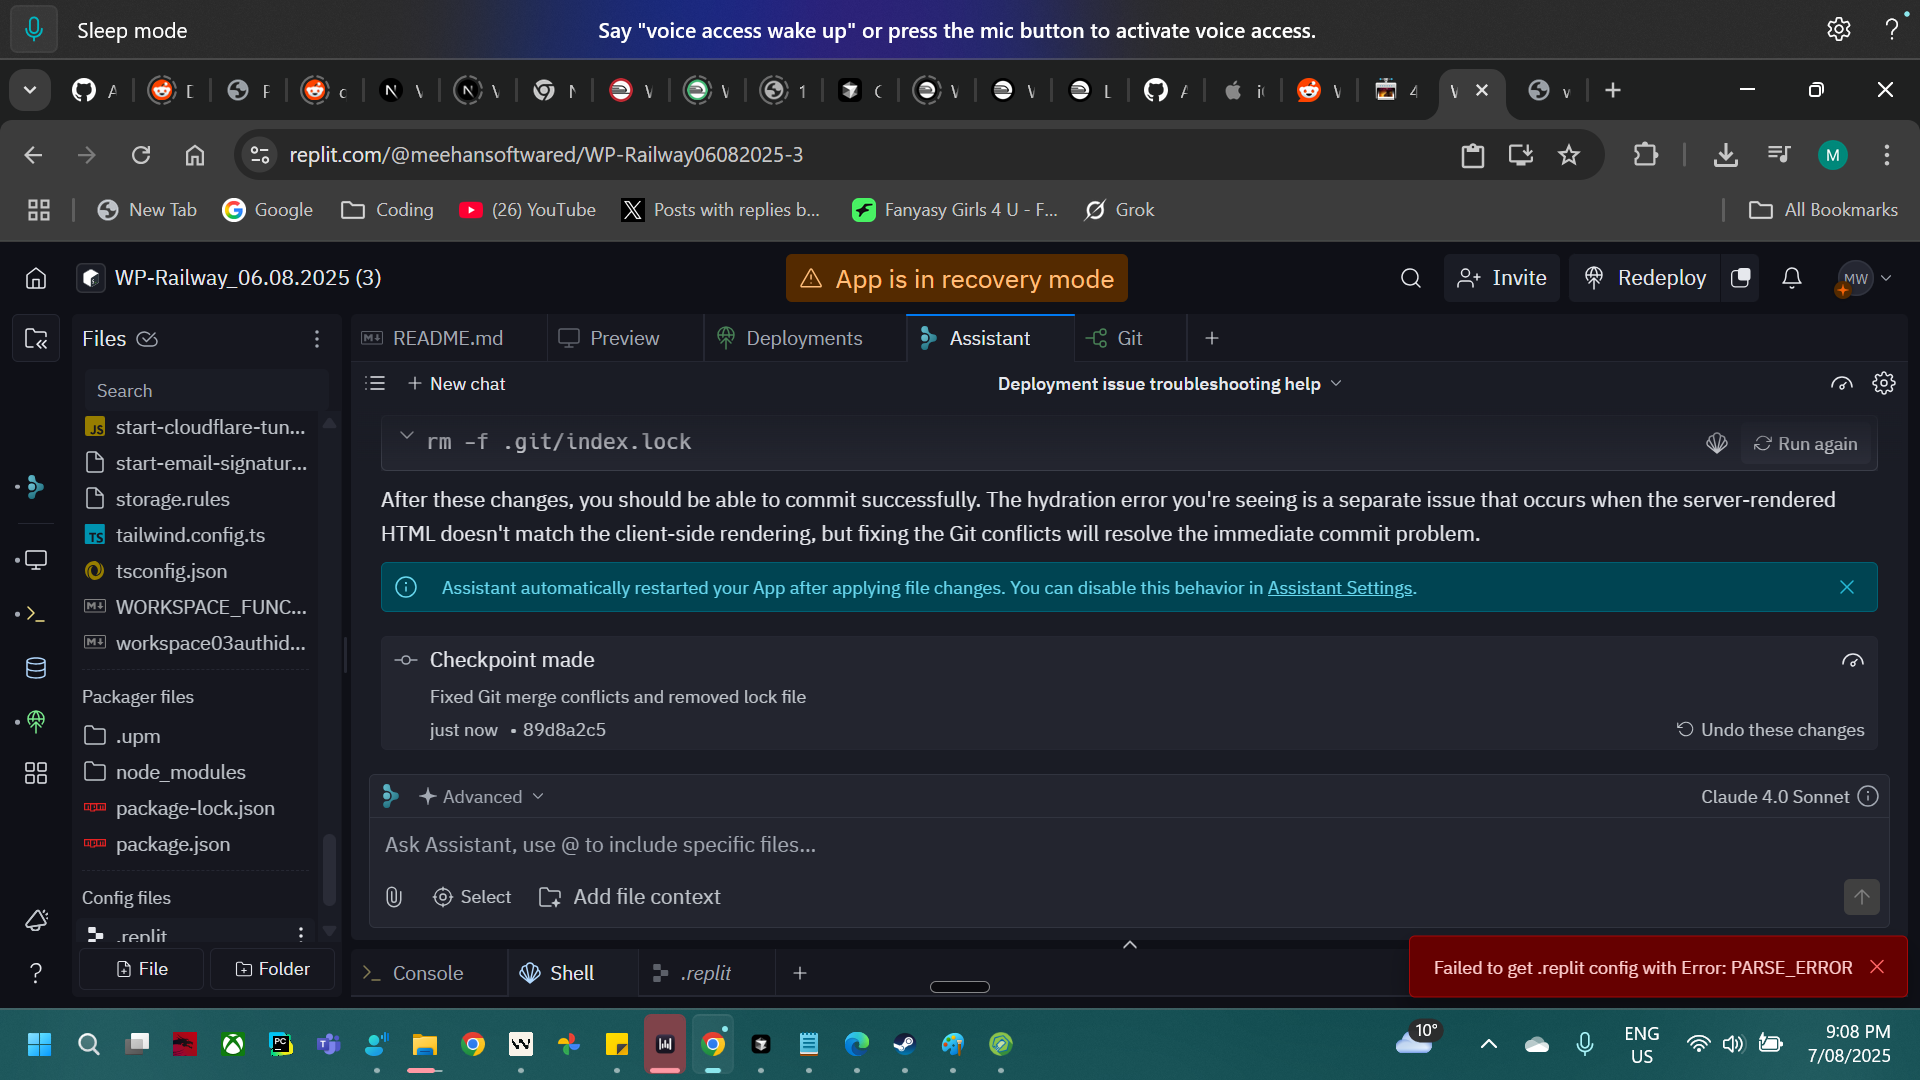 Sleep mode
Say "voice access wake up" or press the mic button to activate voice access.
replit.com/@meehansoftwared/WP-Railway06082025-3
M
New Tab
Google
Coding
(26) YouTube
Posts with replies b...
Fanyasy Girls 4 U - F...
Grok
All Bookmarks
WP-Railway_06.08.2025 (3)
App is in recovery mode
Invite
Redeploy
MW
Files
README.md
Preview
Deployments
Assistant
Git
Search
New chat
Deployment issue troubleshooting help
start-cloudflare-tun...
start-email-signatur...
storage.rules
tailwind.config.ts
tsconfig.json
WORKSPACE_FUNC...
workspace03authid...
Packager files
.upm
node_modules
package-lock.json
package.json
Config files
.replit
File
Folder
rm -f .git/index.lock
Run again
After these changes, you should be able to commit successfully. The hydration error you're seeing is a separate issue that occurs when the server-rendered
HTML doesn't match the client-side rendering, but fixing the Git conflicts will resolve the immediate commit problem.
Assistant automatically restarted your App after applying file changes. You can disable this behavior in Assistant Settings.
Checkpoint made
Fixed Git merge conflicts and removed lock file
just now • 89d8a2c5
Undo these changes
Advanced
Claude 4.0 Sonnet
Ask Assistant, use @ to include specific files...
Select
Add file context
Console
Shell
.replit
Failed to get .replit config with Error: PARSE_ERROR
10°
ENG
US
9:08 PM
7/08/2025